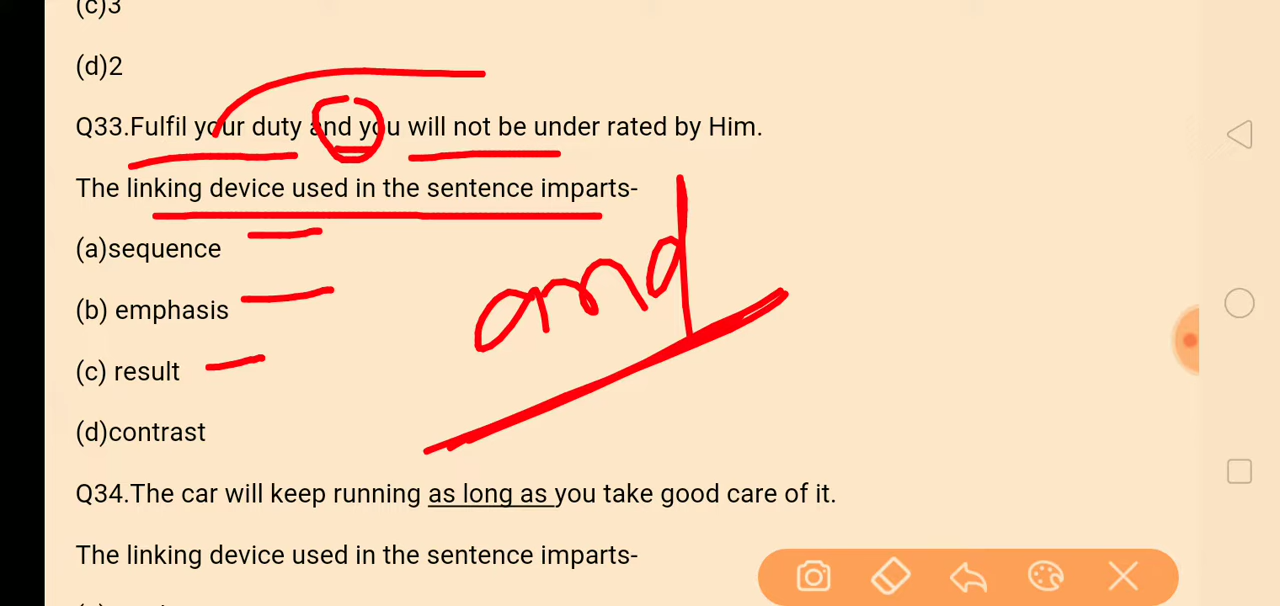 (c)3
(d)2
Q33.Fulfil your duty and you will not be under rated by Him.
The linking device used in the sentence imparts-
(a)sequence
and
(b) emphasis
(c) result
(d)contrast
Q34.The car will keep running as long as you take good care of it.
The linking device used in the sentence imparts-